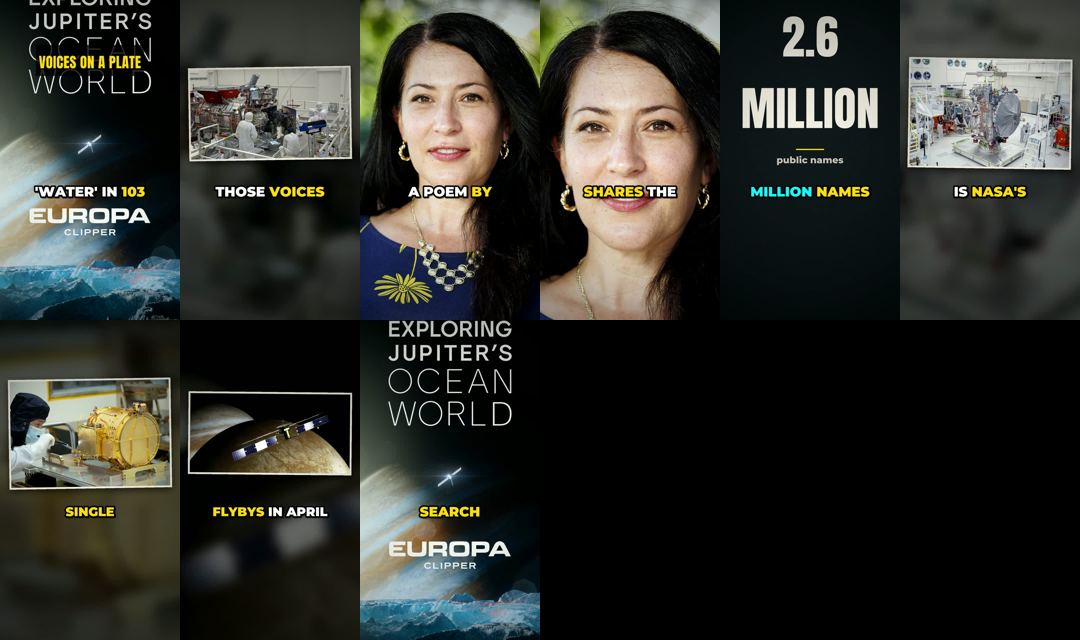 EXPLORING
JUPITER'S
OCEAN
VOICES ON A PLATE
WORLD
'WATER' IN 103
EUROPA
CLIPPER
THOSE VOICES
A POEM BY
SHARES THE
2.6
MILLION
public names
MILLION NAMES
IS NASA'S
SINGLE
FLYBYS IN APRIL
EXPLORING
JUPITER'S
OCEAN
WORLD
SEARCH
EUROPA
CLIPPER